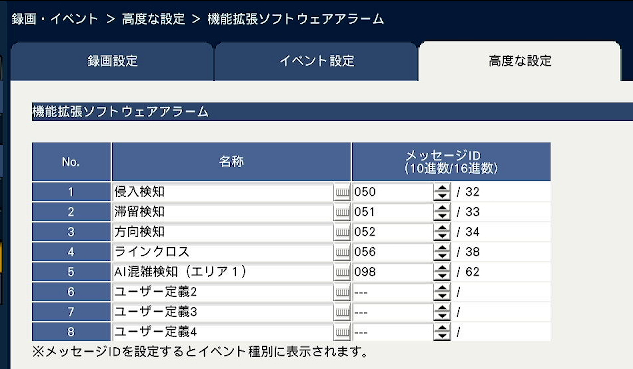 録画・イベント > 高度な設定 > 機能拡張ソフトウェアアラーム
録画設定 イベント設定 高度な設定
機能拡張ソフトウェアアラーム
No. 名称 メッセージID
(10進数/16進数)
1 侵入検知 050 / 32
2 滞留検知 051 / 33
3 方向検知 052 / 34
4 ラインクロス 056 / 38
5 AI混雑検知（エリア１） 098 / 62
6 ユーザー定義2 --- /
7 ユーザー定義3 --- /
8 ユーザー定義4 --- /
※メッセージIDを設定するとイベント種別に表示されます。